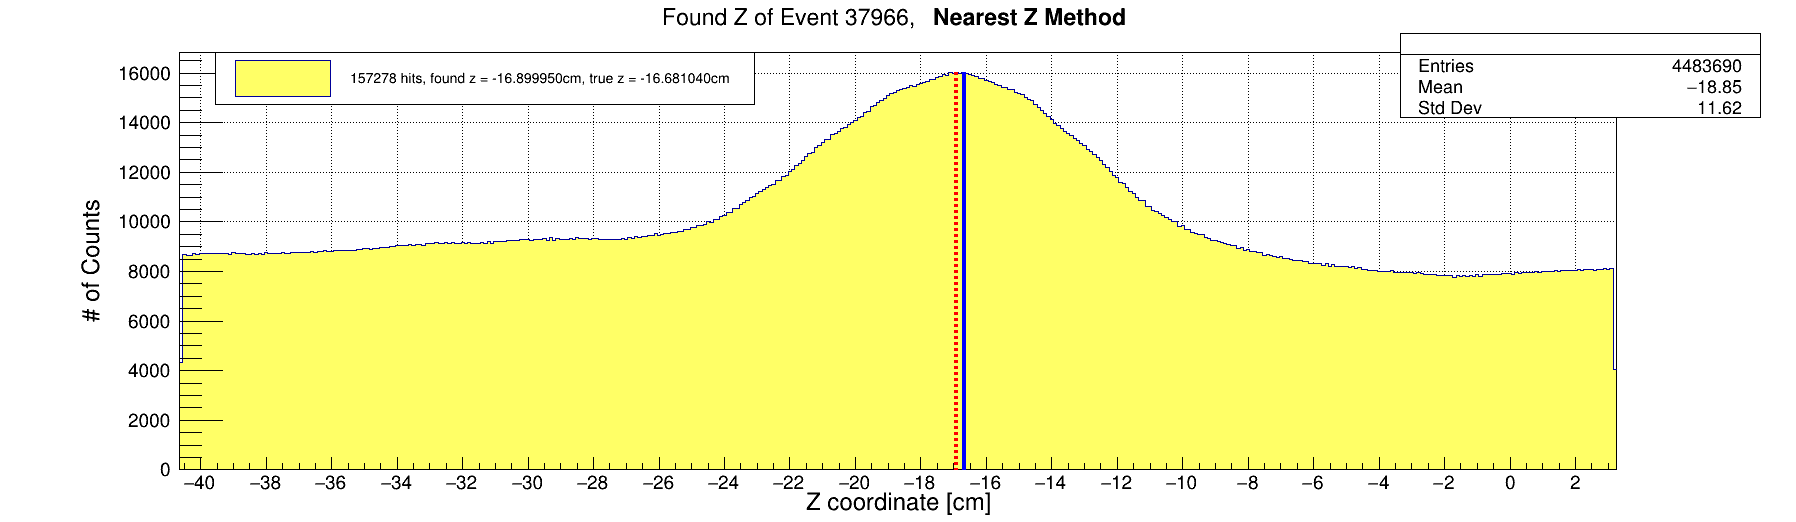 Found Z of Event 37966, Nearest Z Method
157278 hits, found z = -16.899950cm, true z = -16.681040cm
Entries 4483690
Mean −18.85
Std Dev 11.62
# of Counts
16000
14000
12000
10000
8000
6000
4000
2000
0
−40 −38 −36 −34 −32 −30 −28 −26 −24 −22 −20 −18 −16 −14 −12 −10 −8 −6 −4 −2 0 2
Z coordinate [cm]